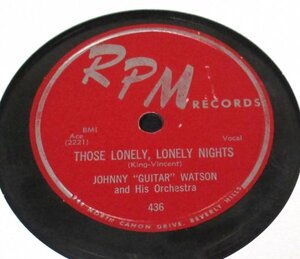 RPM
RECORDS
BMI
Ace
(2221)
Vocal
THOSE LONELY, LONELY NIGHTS
(King-Vincent)
JOHNNY "GUITAR" WATSON
and His Orchestra
436
NORTH CANON DRIVE, BEVERLY HILLS